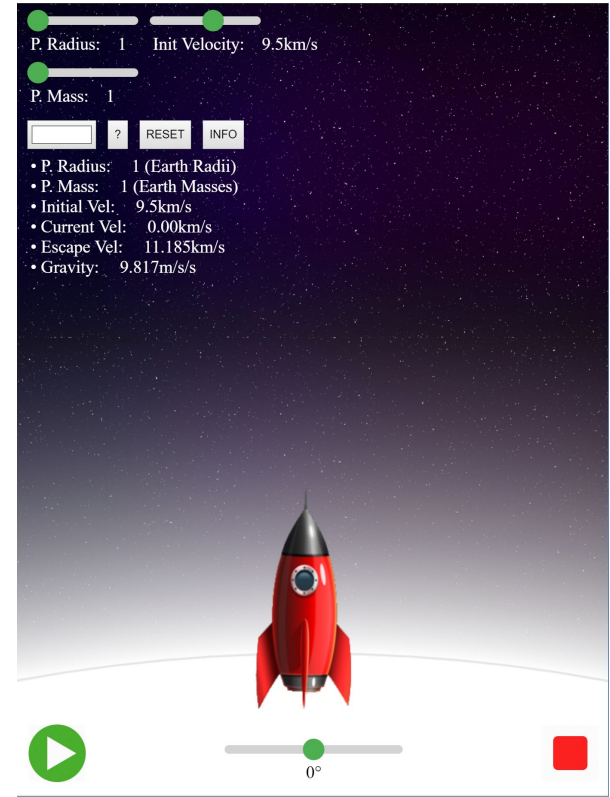 P. Radius: 1 Init Velocity: 9.5km/s
P. Mass: 1
? RESET INFO
• P. Radius: 1 (Earth Radii)
• P. Mass: 1 (Earth Masses)
• Initial Vel: 9.5km/s
• Current Vel: 0.00km/s
• Escape Vel: 11.185km/s
• Gravity: 9.817m/s/s
0°